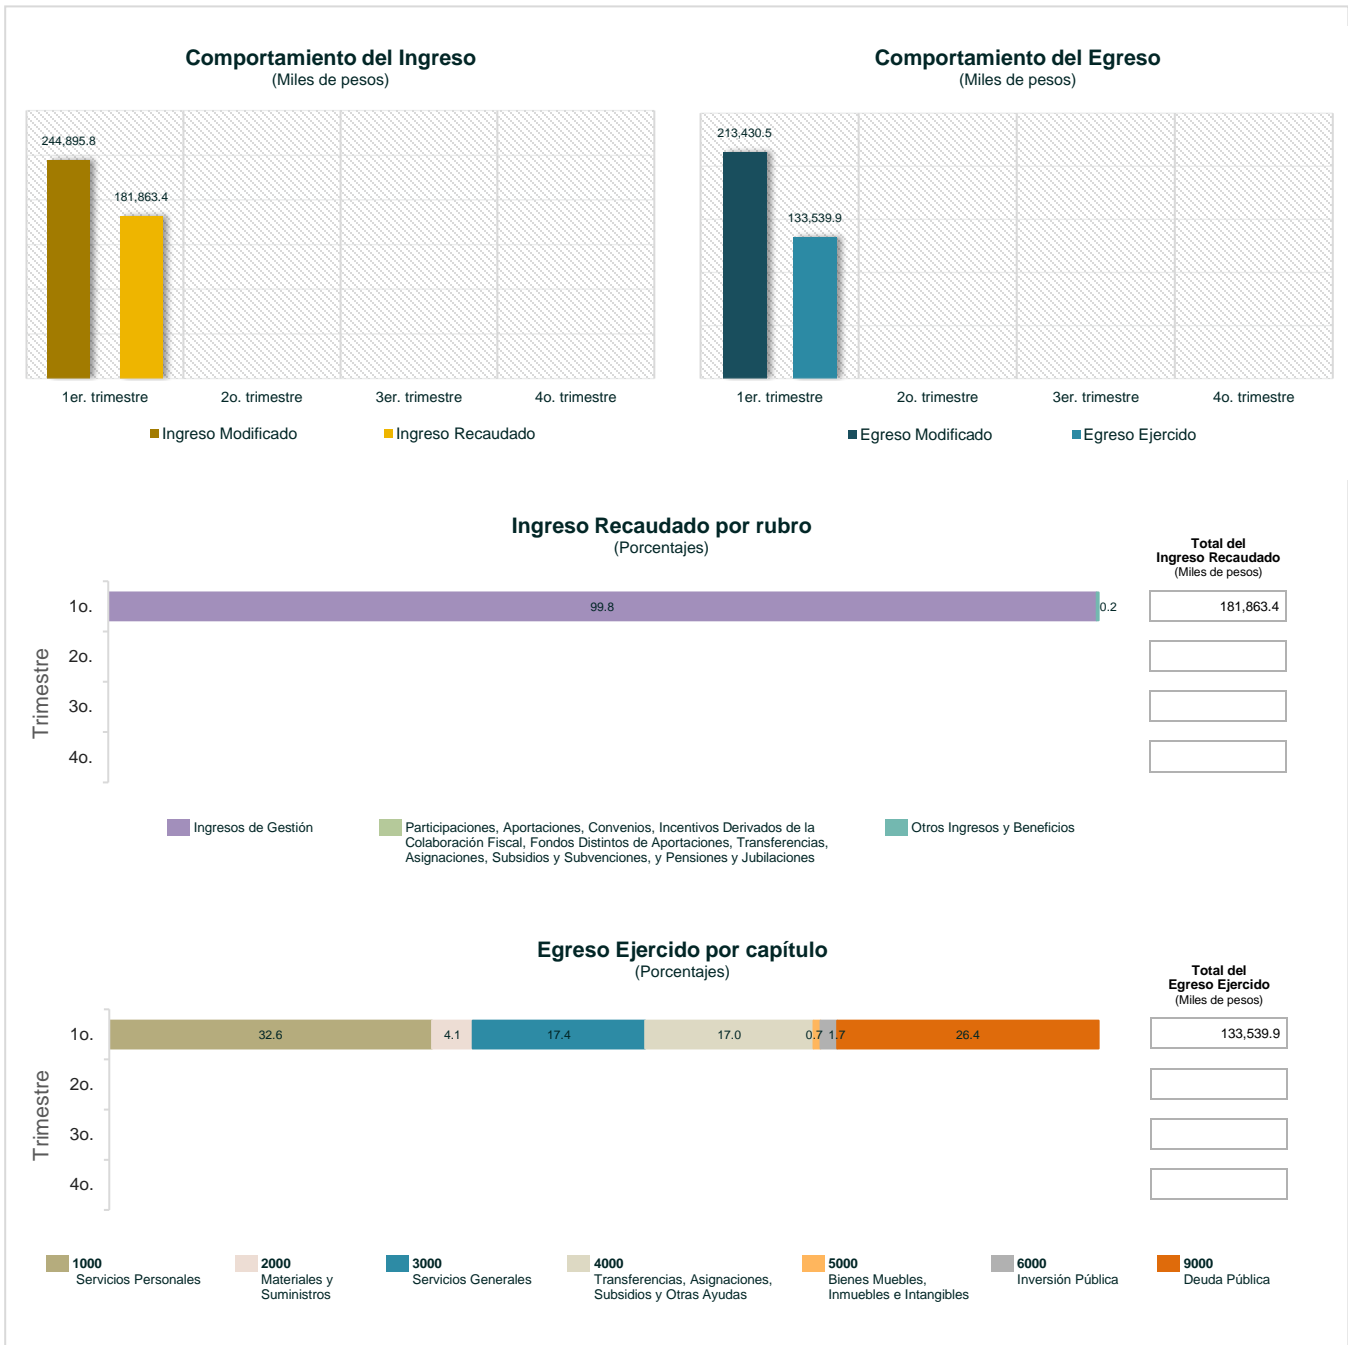 Comportamiento del Ingreso
(Miles de pesos)
244,895.8
181,863.4
1er. trimestre
2o. trimestre
3er. trimestre
4o. trimestre
Ingreso Modificado
Ingreso Recaudado
Comportamiento del Egreso
(Miles de pesos)
213,430.5
133,539.9
1er. trimestre
2o. trimestre
3er. trimestre
4o. trimestre
Egreso Modificado
Egreso Ejercido
Ingreso Recaudado por rubro
(Porcentajes)
Total del
Ingreso Recaudado
(Miles de pesos)
Trimestre
1o.
99.8
0.2
181,863.4
2o.
3o.
4o.
Ingresos de Gestión
Participaciones, Aportaciones, Convenios, Incentivos Derivados de la
Colaboración Fiscal, Fondos Distintos de Aportaciones, Transferencias,
Asignaciones, Subsidios y Subvenciones, y Pensiones y Jubilaciones
Otros Ingresos y Beneficios
Egreso Ejercido por capítulo
(Porcentajes)
Total del
Egreso Ejercido
(Miles de pesos)
Trimestre
1o.
32.6
4.1
17.4
17.0
0.7
1.7
26.4
133,539.9
2o.
3o.
4o.
1000
Servicios Personales
2000
Materiales y
Suministros
3000
Servicios Generales
4000
Transferencias, Asignaciones,
Subsidios y Otras Ayudas
5000
Bienes Muebles,
Inmuebles e Intangibles
6000
Inversión Pública
9000
Deuda Pública